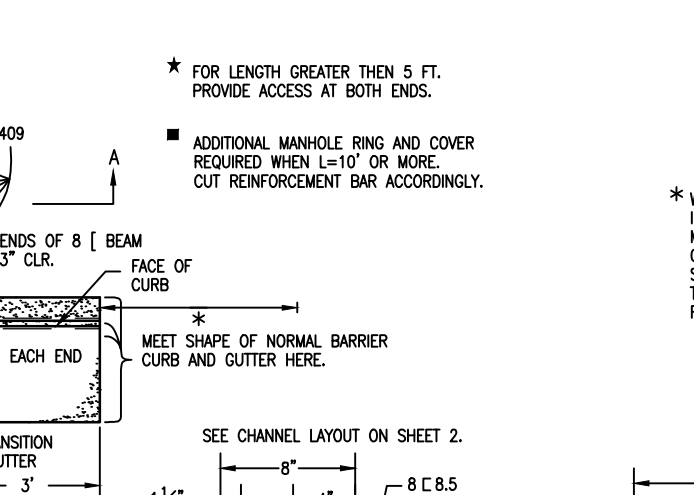 ★ FOR LENGTH GREATER THEN 5 FT.
PROVIDE ACCESS AT BOTH ENDS.
■ ADDITIONAL MANHOLE RING AND COVER
REQUIRED WHEN L=10' OR MORE.
CUT REINFORCEMENT BAR ACCORDINGLY.
409
A
ENDS OF 8 [ BEAM
3" CLR.
FACE OF
CURB
*
*
MEET SHAPE OF NORMAL BARRIER
CURB AND GUTTER HERE.
EACH END
SEE CHANNEL LAYOUT ON SHEET 2.
3'
8"
8 [ 8.5